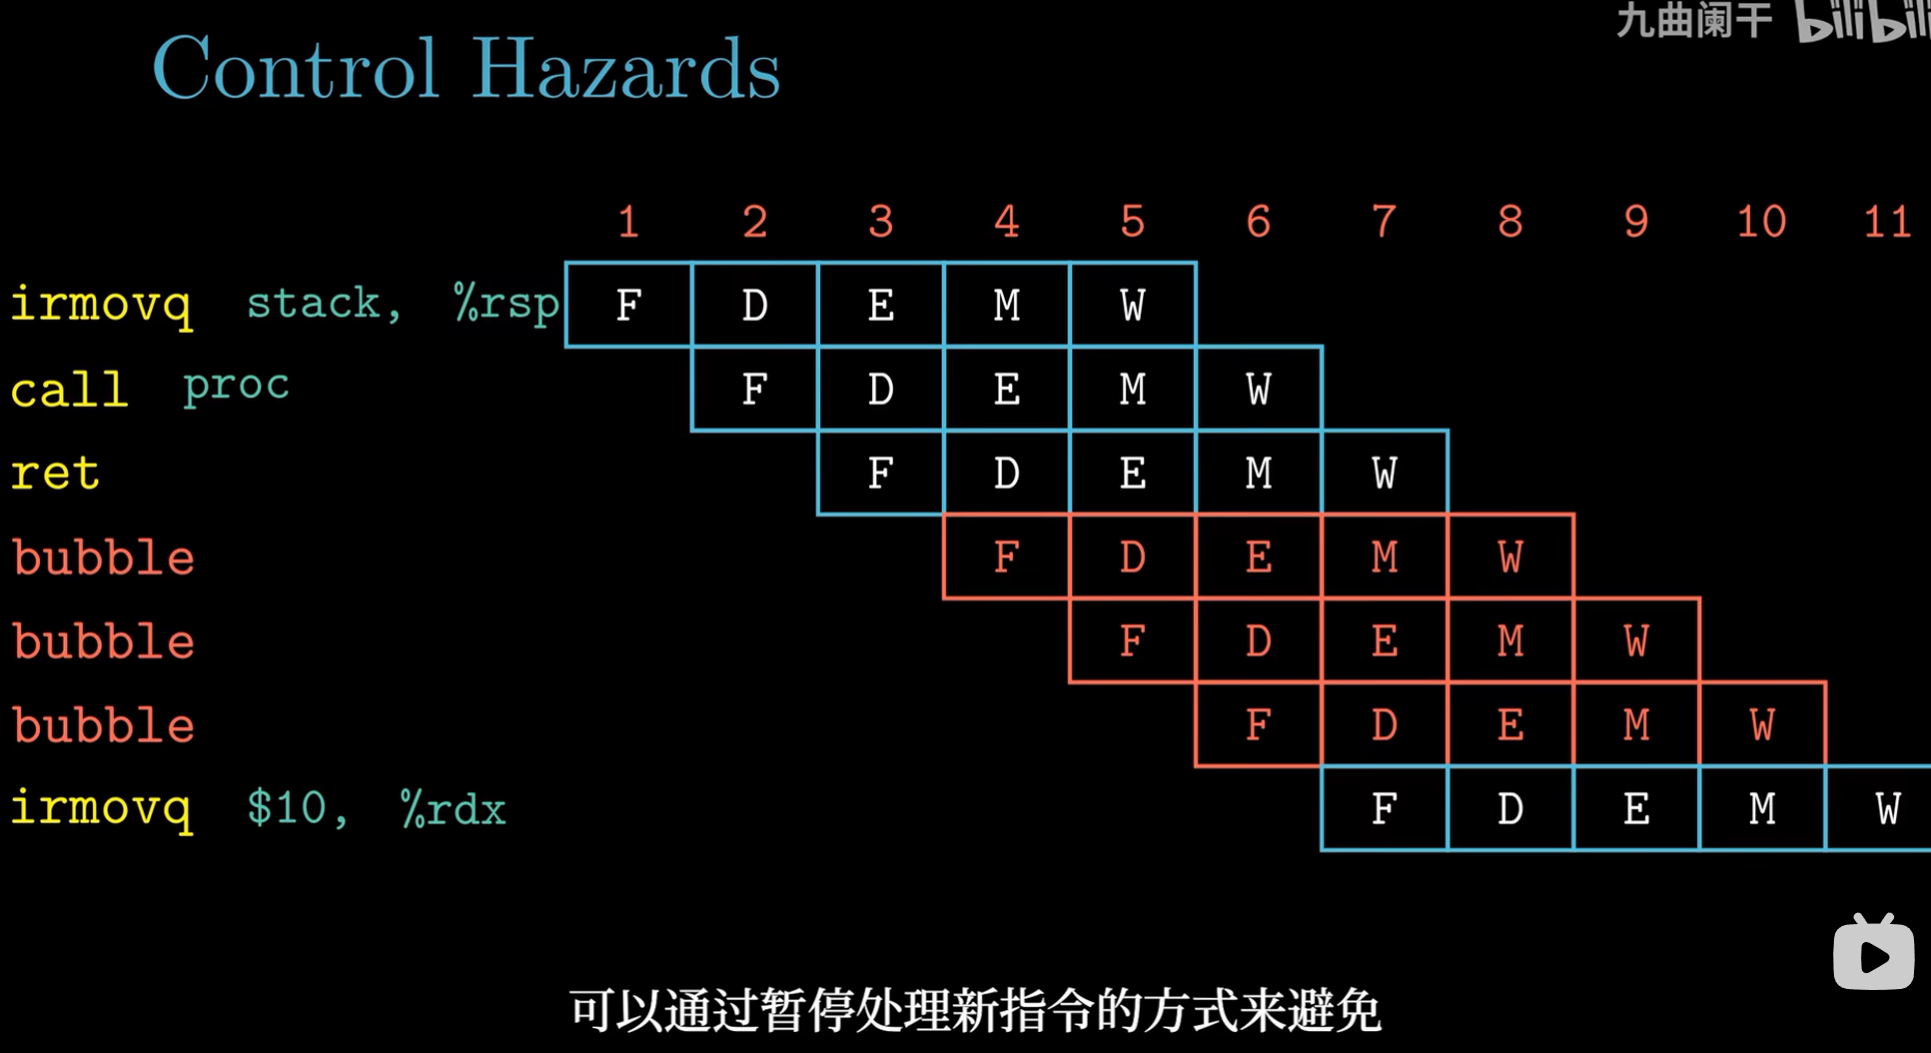 九曲阑干 bilibili
Control Hazards
1 2 3 4 5 6 7 8 9 10 11
irmovq stack, %rsp F D E M W
call proc F D E M W
ret F D E M W
bubble F D E M W
bubble F D E M W
bubble F D E M W
irmovq $10, %rdx F D E M W
可以通过暂停处理新指令的方式来避免